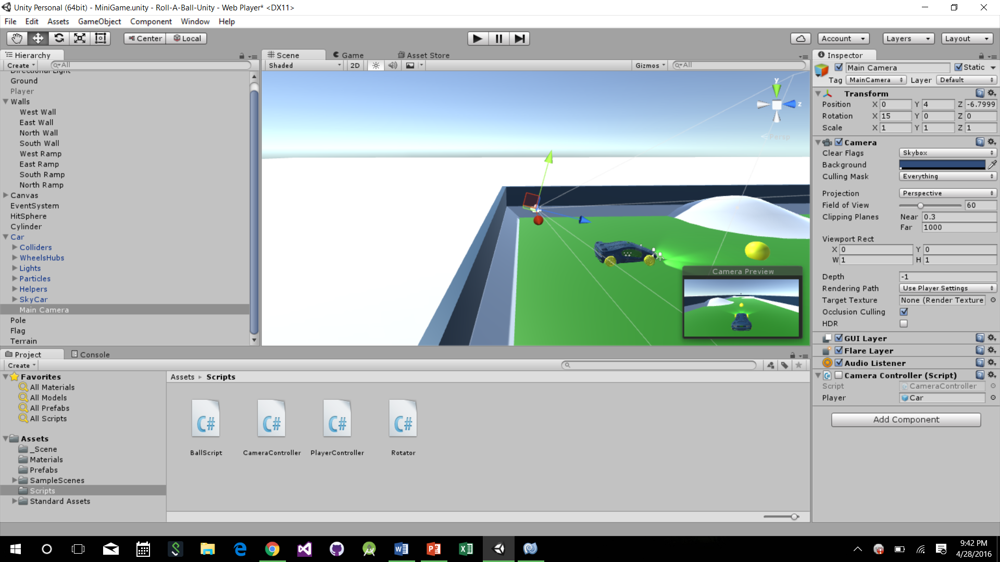 Unity Personal (64bit) - MiniGame.unity - Roll-A-Ball-Unity - Web Player* <DX11>
File Edit Assets GameObject Component Window Help
Center Local
Account Layers Layout
Hierarchy
Create All
Directional Light
Ground
Player
Walls
West Wall
East Wall
North Wall
South Wall
West Ramp
East Ramp
South Ramp
North Ramp
Canvas
EventSystem
HitSphere
Cylinder
Car
Colliders
WheelsHubs
Lights
Particles
Helpers
SkyCar
Main Camera
Pole
Flag
Terrain
Scene Game Asset Store
Shaded 2D Gizmos All
y
z
Persp
Camera Preview
Inspector
Main Camera Static
Tag MainCamera Layer Default
Transform
Position X 0 Y 4 Z -6.7999
Rotation X 15 Y 0 Z 0
Scale X 1 Y 1 Z 1
Camera
Clear Flags Skybox
Background
Culling Mask Everything
Projection Perspective
Field of View 60
Clipping Planes Near 0.3
Far 1000
Viewport Rect
X 0 Y 0
W 1 H 1
Depth -1
Rendering Path Use Player Settings
Target Texture None (Render Texture
Occlusion Culling
HDR
GUI Layer
Flare Layer
Audio Listener
Camera Controller (Script)
Script CameraController
Player Car
Add Component
Project Console
Create
Favorites
All Materials
All Models
All Prefabs
All Scripts
Assets
_Scene
Materials
Prefabs
SampleScenes
Scripts
Standard Assets
Assets Scripts
C# C# C# C#
BallScript CameraController PlayerController Rotator
9:42 PM
4/28/2016